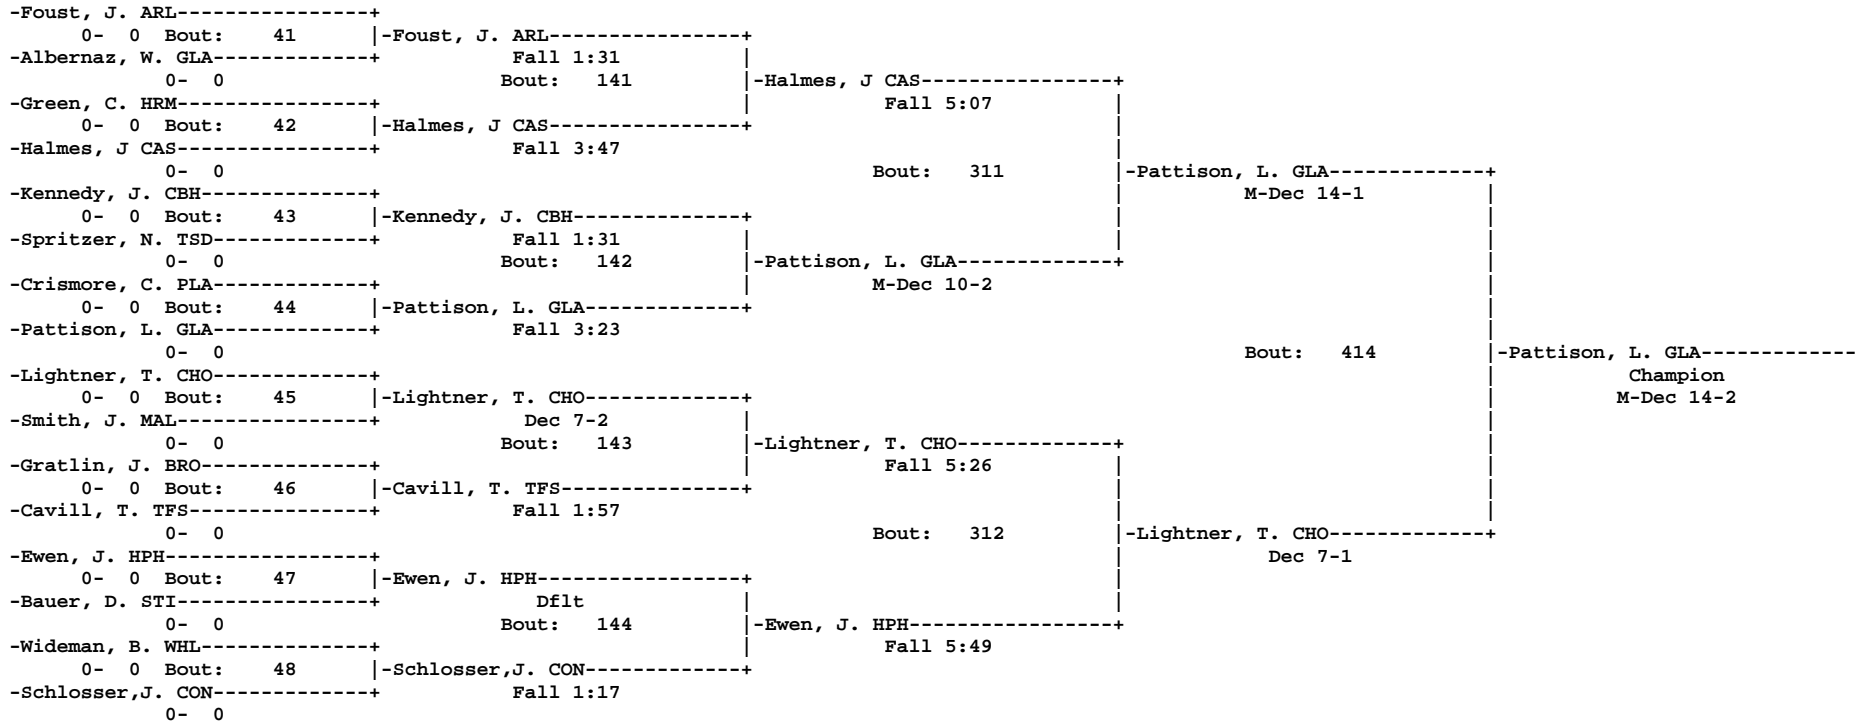 -Foust, J. ARL----------------+
      0-  0 Bout:    41      |-Foust, J. ARL----------------+
-Albernaz, W. GLA-------------+           Fall 1:31          |
             0-  0                       Bout:   141         |-Halmes, J CAS----------------+
-Green, C. HRM----------------+                              |           Fall 5:07          |
      0-  0 Bout:    42      |-Halmes, J CAS----------------+                              |
-Halmes, J CAS----------------+           Fall 3:47                                         |
             0-  0                                                      Bout:   311         |-Pattison, L. GLA-------------+
-Kennedy, J. CBH--------------+                                                             |          M-Dec 14-1          |
      0-  0 Bout:    43      |-Kennedy, J. CBH--------------+                              |                              |
-Spritzer, N. TSD-------------+           Fall 1:31          |                              |                              |
             0-  0                       Bout:   142         |-Pattison, L. GLA-------------+                              |
-Crismore, C. PLA-------------+                              |          M-Dec 10-2                                         |
      0-  0 Bout:    44      |-Pattison, L. GLA-------------+                                                             |
-Pattison, L. GLA-------------+           Fall 3:23                                                                        |
             0-  0                                                                                     Bout:   414         |-Pattison, L. GLA-------------
-Lightner, T. CHO-------------+                                                                                            |           Champion
      0-  0 Bout:    45      |-Lightner, T. CHO-------------+                                                             |          M-Dec 14-2
-Smith, J. MAL----------------+            Dec 7-2           |                                                             |
             0-  0                       Bout:   143         |-Lightner, T. CHO-------------+                              |
-Gratlin, J. BRO--------------+                              |           Fall 5:26          |                              |
      0-  0 Bout:    46      |-Cavill, T. TFS---------------+                              |                              |
-Cavill, T. TFS---------------+           Fall 1:57                                         |                              |
             0-  0                                                      Bout:   312         |-Lightner, T. CHO-------------+
-Ewen, J. HPH-----------------+                                                             |            Dec 7-1
      0-  0 Bout:    47      |-Ewen, J. HPH-----------------+                              |
-Bauer, D. STI----------------+             Dflt             |                              |
             0-  0                       Bout:   144         |-Ewen, J. HPH-----------------+
-Wideman, B. WHL--------------+                              |           Fall 5:49
      0-  0 Bout:    48      |-Schlosser,J. CON-------------+
-Schlosser,J. CON-------------+           Fall 1:17
             0-  0